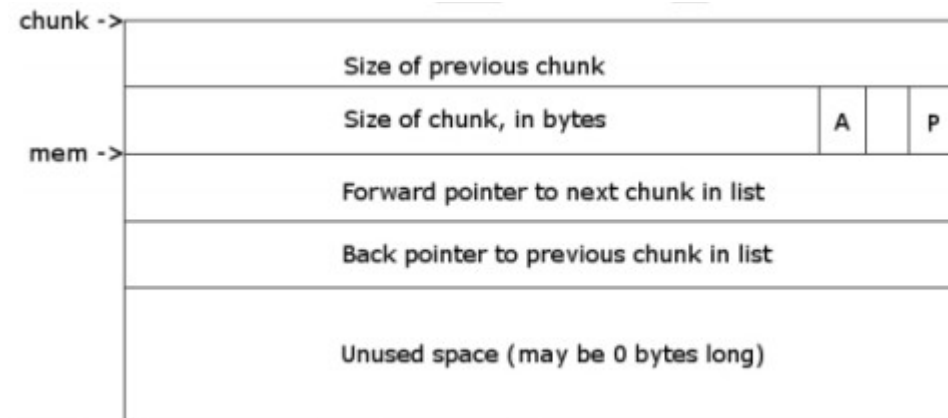 chunk ->
Size of previous chunk
Size of chunk, in bytes A P
mem ->
Forward pointer to next chunk in list
Back pointer to previous chunk in list
Unused space (may be 0 bytes long)